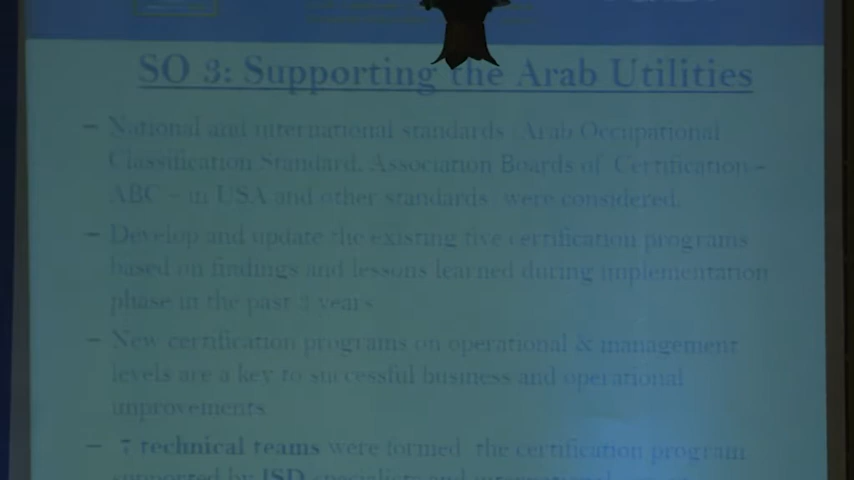 SO 3: Supporting the Arab Utilities
– National and international standards (Arab Occupational
Classification Standard, Association Boards of Certification –
ABC – in USA and other standards) were considered.
– Develop and update the existing five certification programs
based on findings and lessons learned during implementation
phase in the past 3 years
– New certification programs on operational & management
levels are a key to successful business and operational
improvements
– 7 technical teams were formed the certification program
supported by ISD specialists and international